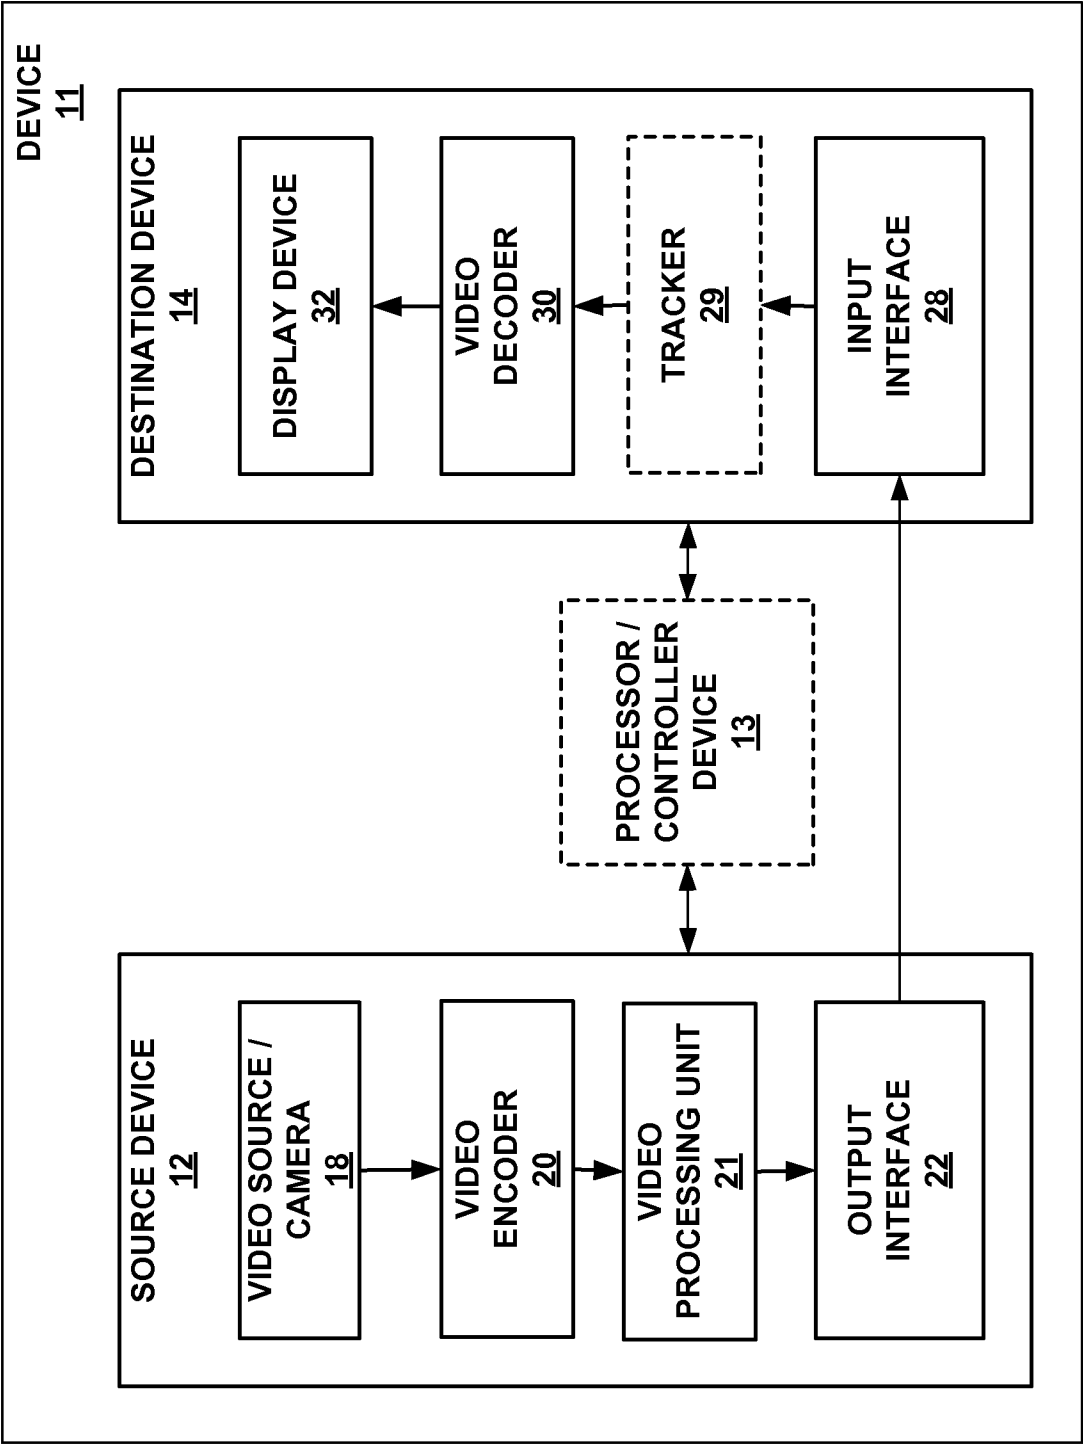 DEVICE
11
SOURCE DEVICE
12
VIDEO SOURCE /
CAMERA
18
VIDEO
ENCODER
20
VIDEO
PROCESSING UNIT
21
OUTPUT
INTERFACE
22
PROCESSOR /
CONTROLLER
DEVICE
13
DESTINATION DEVICE
14
DISPLAY DEVICE
32
VIDEO
DECODER
30
TRACKER
29
INPUT
INTERFACE
28